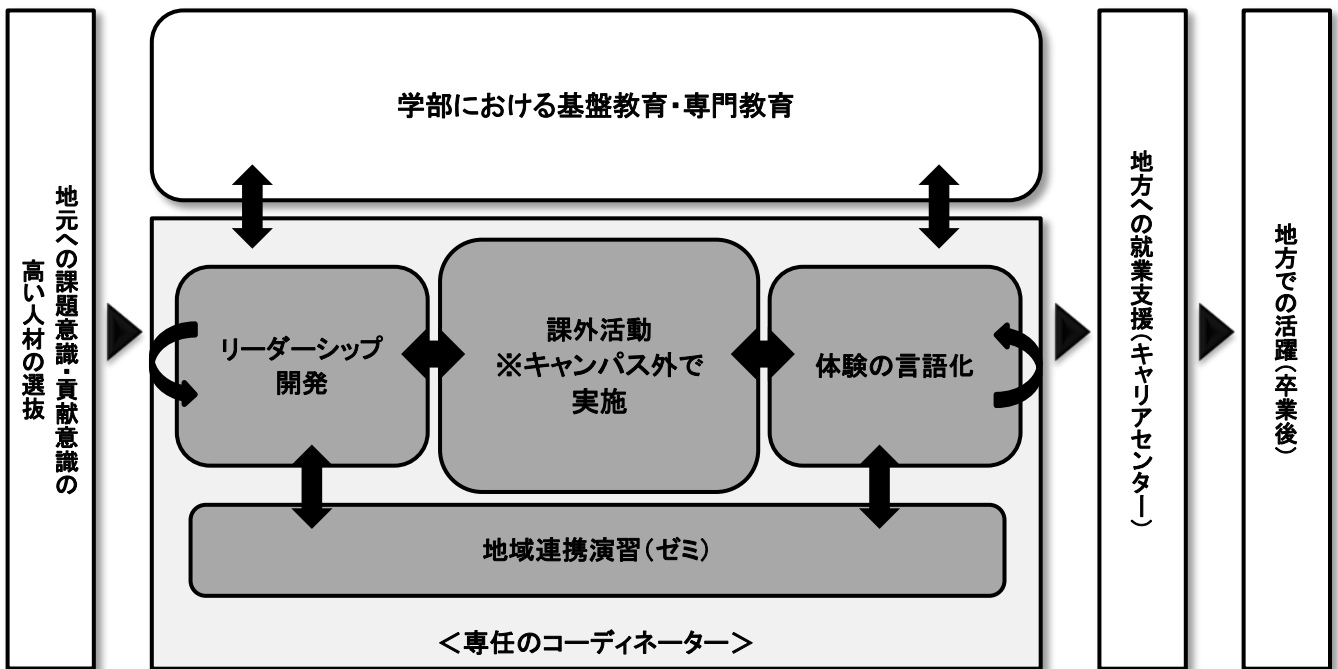 地元への課題意識・貢献意識の
高い人材の選抜
学部における基盤教育・専門教育
リーダーシップ
開発
課外活動
※キャンパス外で
実施
体験の言語化
地域連携演習(ゼミ)
<専任のコーディネーター>
地方への就業支援(キャリアセンター)
地方での活躍(卒業後)